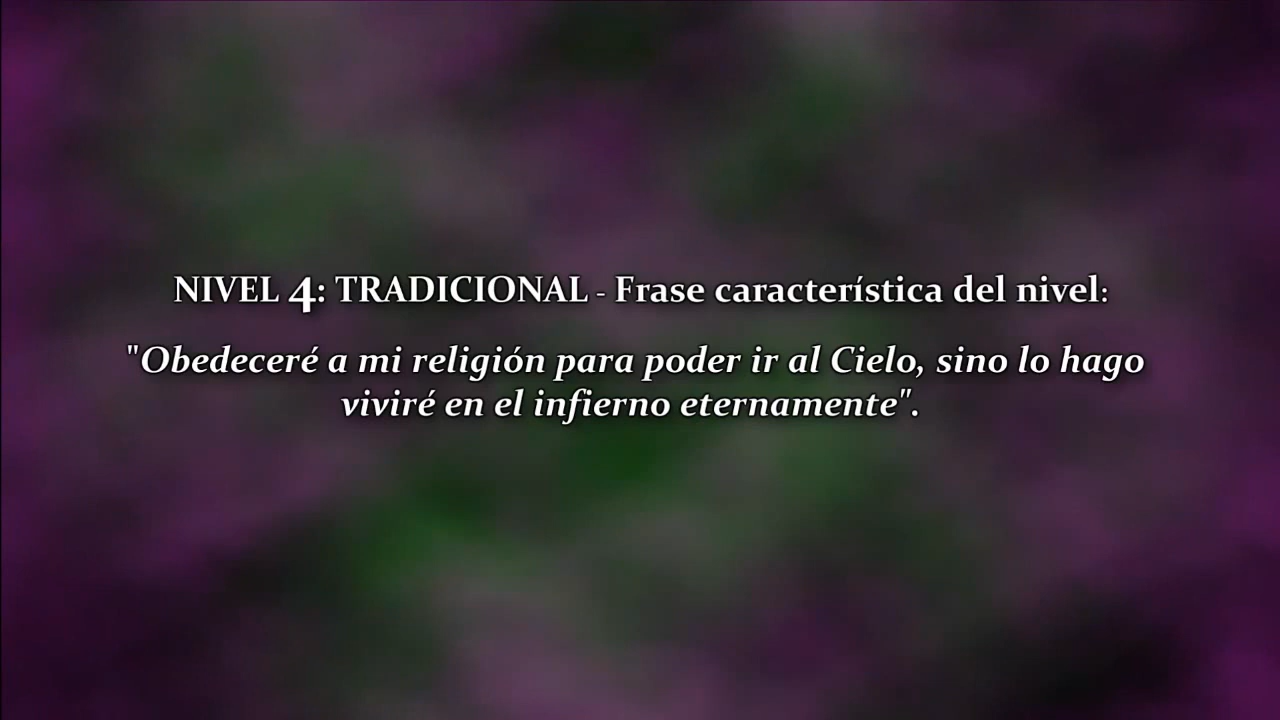 NIVEL 4: TRADICIONAL - Frase característica del nivel:
"Obedeceré a mi religión para poder ir al Cielo, sino lo hago
viviré en el infierno eternamente".